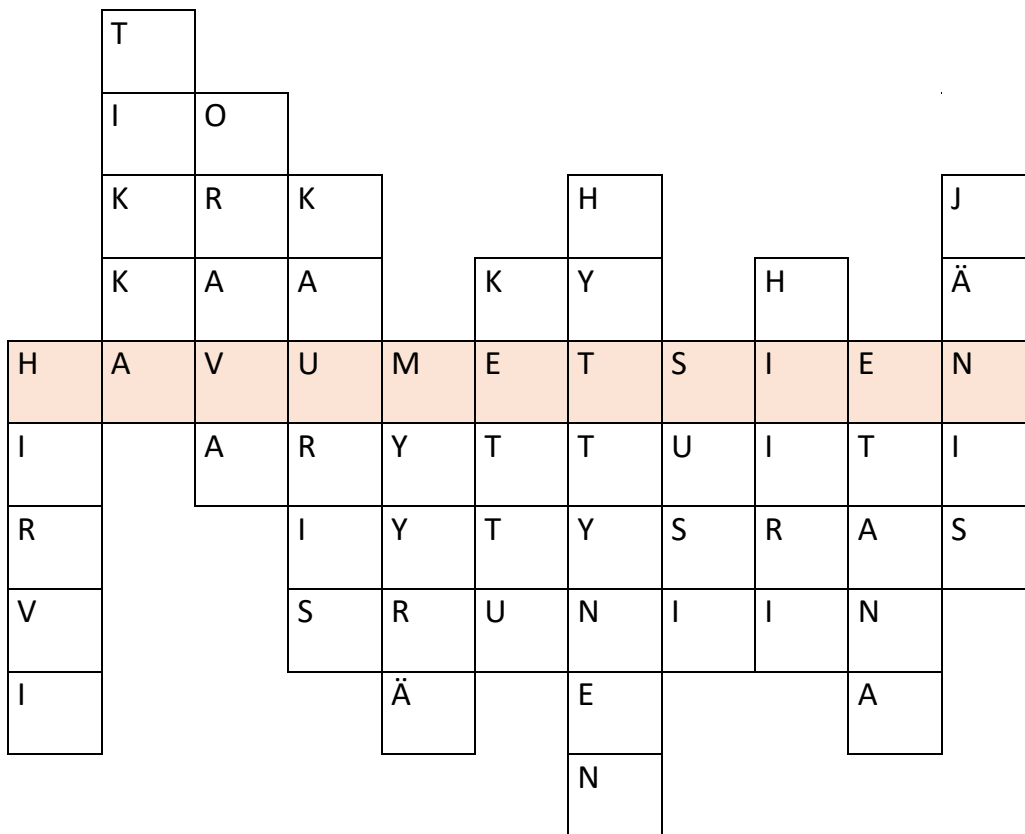 T
I O
K R K H J
K A A K Y H Ä
H A V U M E T S I E N
I A R Y T T U I T I
R I Y T Y S R A S
V S R U N I I N
I Ä E A
N